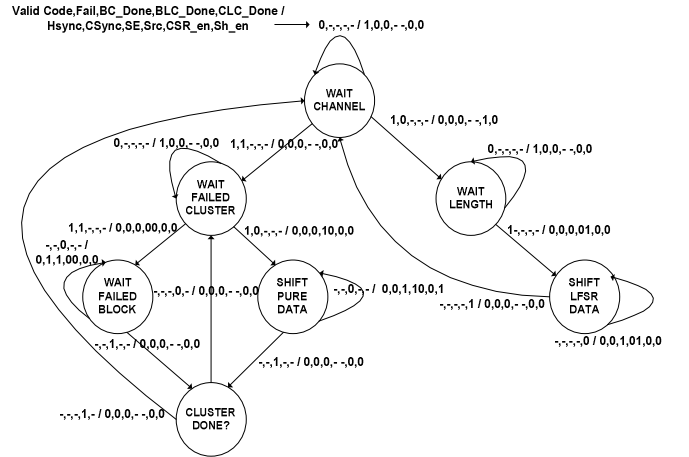 Valid Code,Fail,BC_Done,BLC_Done,CLC_Done /
Hsync,CSync,SE,Src,CSR_en,Sh_en
0,-,-,-,- / 1,0,0,- -,0,0
WAIT
CHANNEL
1,0,-,-,- / 0,0,0,- -,1,0
0,-,-,-,- / 1,0,0,- -,0,0
1,1,-,-,- / 0,0,0,- -,0,0
0,-,-,-,- / 1,0,0,- -,0,0
WAIT
FAILED
CLUSTER
WAIT
LENGTH
1,1,-,-,- / 0,0,0,00,0,0
1,0,-,-,- / 0,0,0,10,0,0
1-,-,-,- / 0,0,0,01,0,0
-,-,0,-,- /
0,1,1,00,0,0
WAIT
FAILED
BLOCK
-,-,-,0,- / 0,0,0,- -,0,0
SHIFT
PURE
DATA
-,-,0,-,- / 0,0,1,10,0,1
-,-,-,-,1 / 0,0,0,- -,0,0
SHIFT
LFSR
DATA
-,-,1,-,- / 0,0,0,- -,0,0
-,-,-,-,0 / 0,0,1,01,0,0
-,-,1,-,- / 0,0,0,- -,0,0
-,-,-,1,- / 0,0,0,- -,0,0
CLUSTER
DONE?